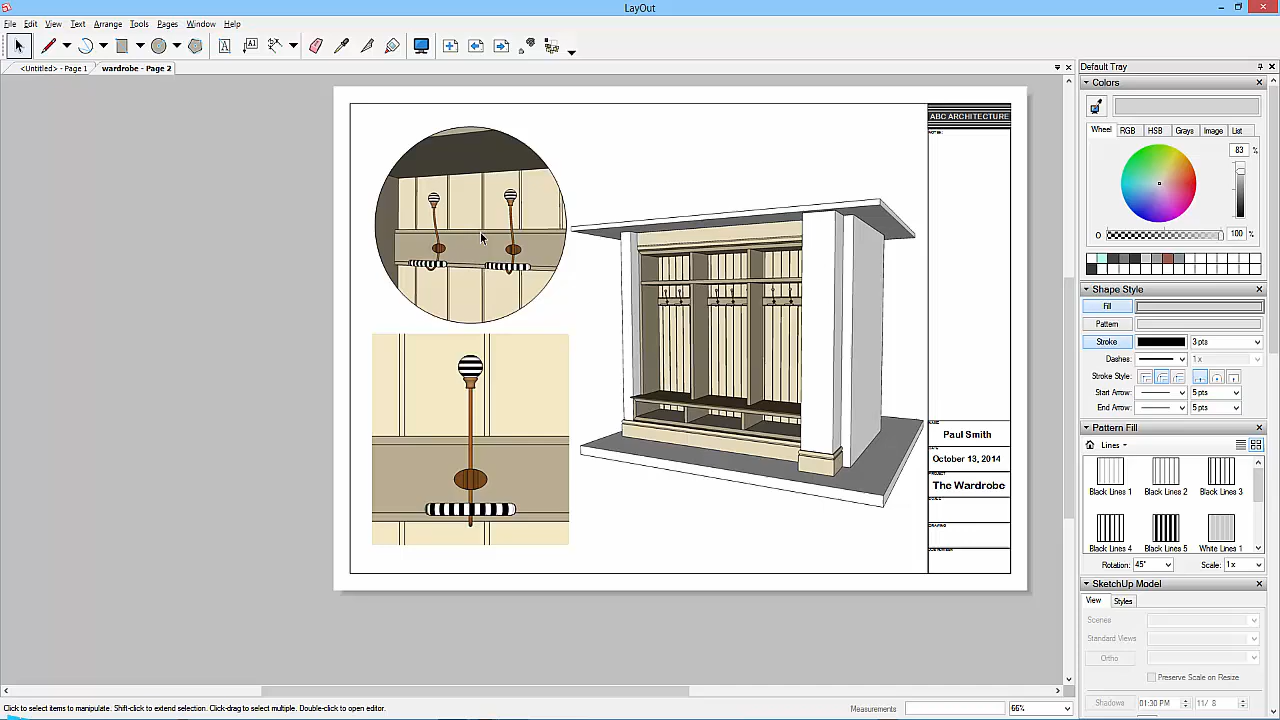 LayOut
File Edit View Text Arrange Tools Pages Window Help
<Untitled> - Page 1 wardrobe - Page 2
ABC ARCHITECTURE
Paul Smith
October 13, 2014
The Wardrobe
Default Tray
Colors
Wheel RGB HSB Grays Image List
83 %
0 100 %
Shape Style
Fill
Pattern
Stroke 3 pts
Dashes: 1 x
Stroke Style:
Start Arrow: 5 pts
End Arrow: 5 pts
Pattern Fill
Lines
Black Lines 1 Black Lines 2 Black Lines 3
Black Lines 4 Black Lines 5 White Lines 1
Rotation: 45° Scale: 1x
SketchUp Model
View Styles
Scenes
Standard Views
Ortho
Preserve Scale on Resize
Shadows 01:30 PM 11/ 8
Click to select items to manipulate. Shift-click to extend selection. Click-drag to select multiple. Double-click to open editor.
Measurements 66%